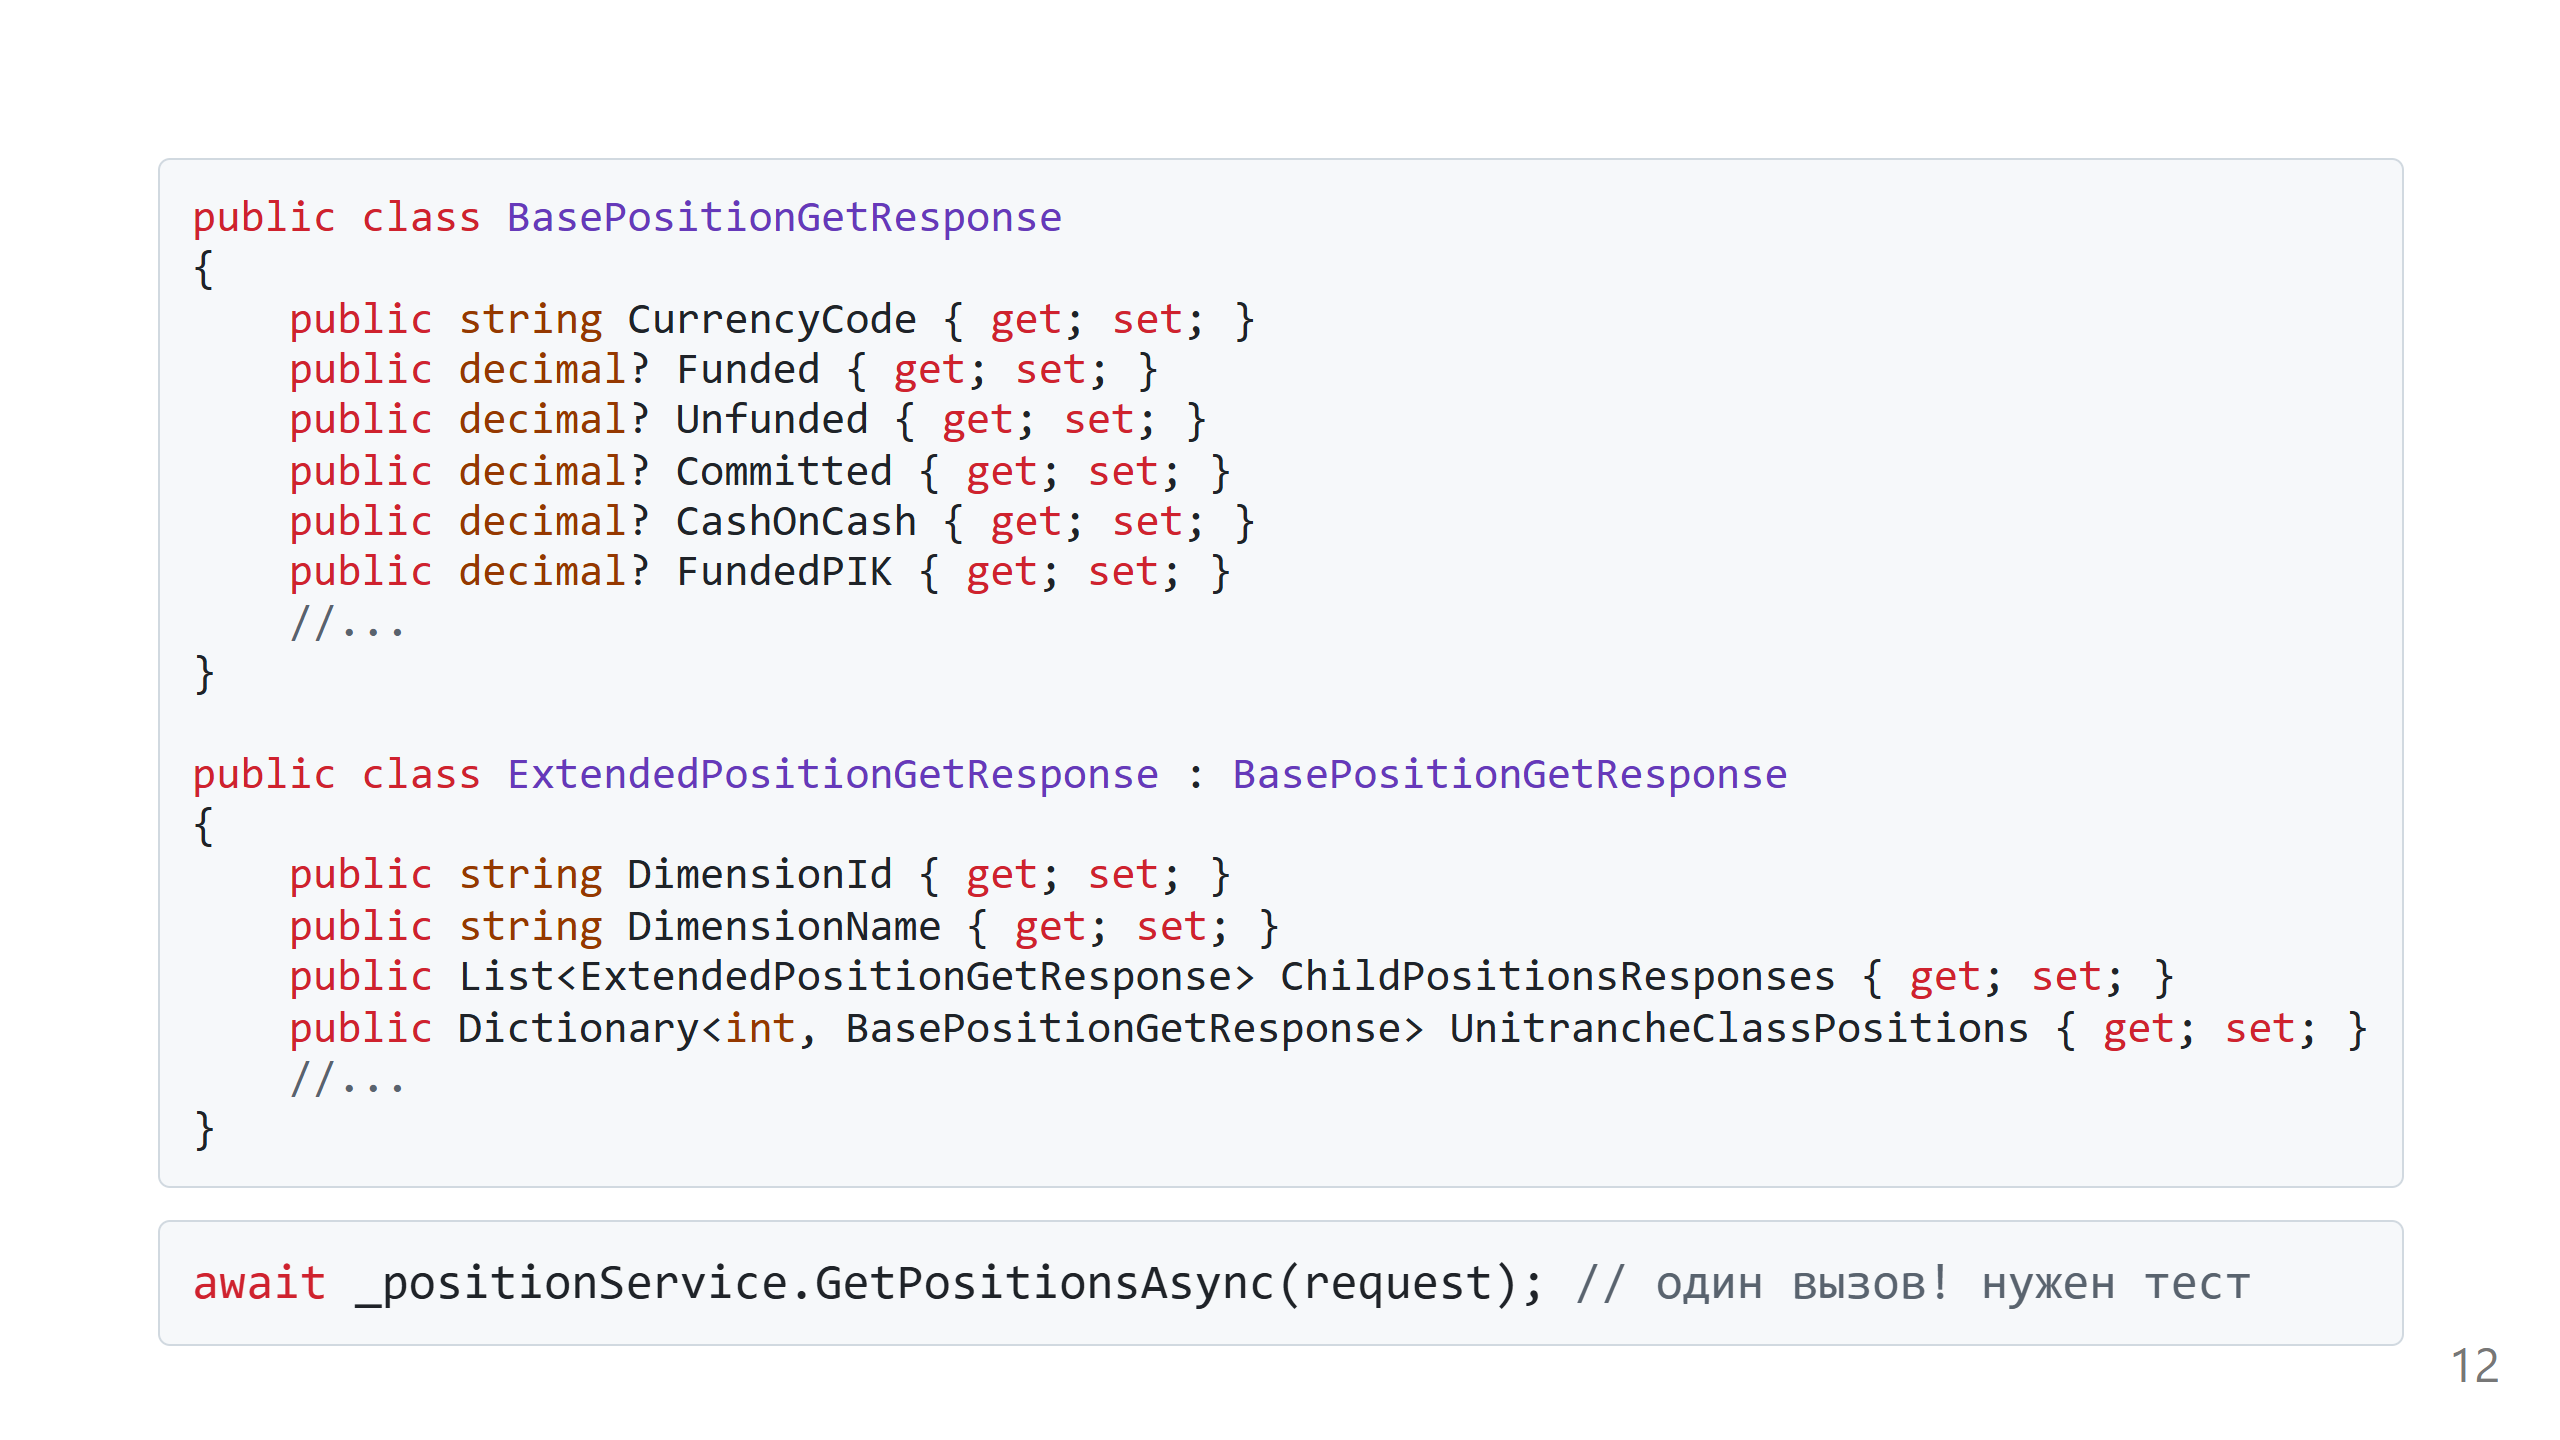 public class BasePositionGetResponse
{
    public string CurrencyCode { get; set; }
    public decimal? Funded { get; set; }
    public decimal? Unfunded { get; set; }
    public decimal? Committed { get; set; }
    public decimal? CashOnCash { get; set; }
    public decimal? FundedPIK { get; set; }
    //...
}

public class ExtendedPositionGetResponse : BasePositionGetResponse
{
    public string DimensionId { get; set; }
    public string DimensionName { get; set; }
    public List<ExtendedPositionGetResponse> ChildPositionsResponses { get; set; }
    public Dictionary<int, BasePositionGetResponse> UnitrancheClassPositions { get; set; }
    //...
}
await _positionService.GetPositionsAsync(request); // один вызов! нужен тест
12